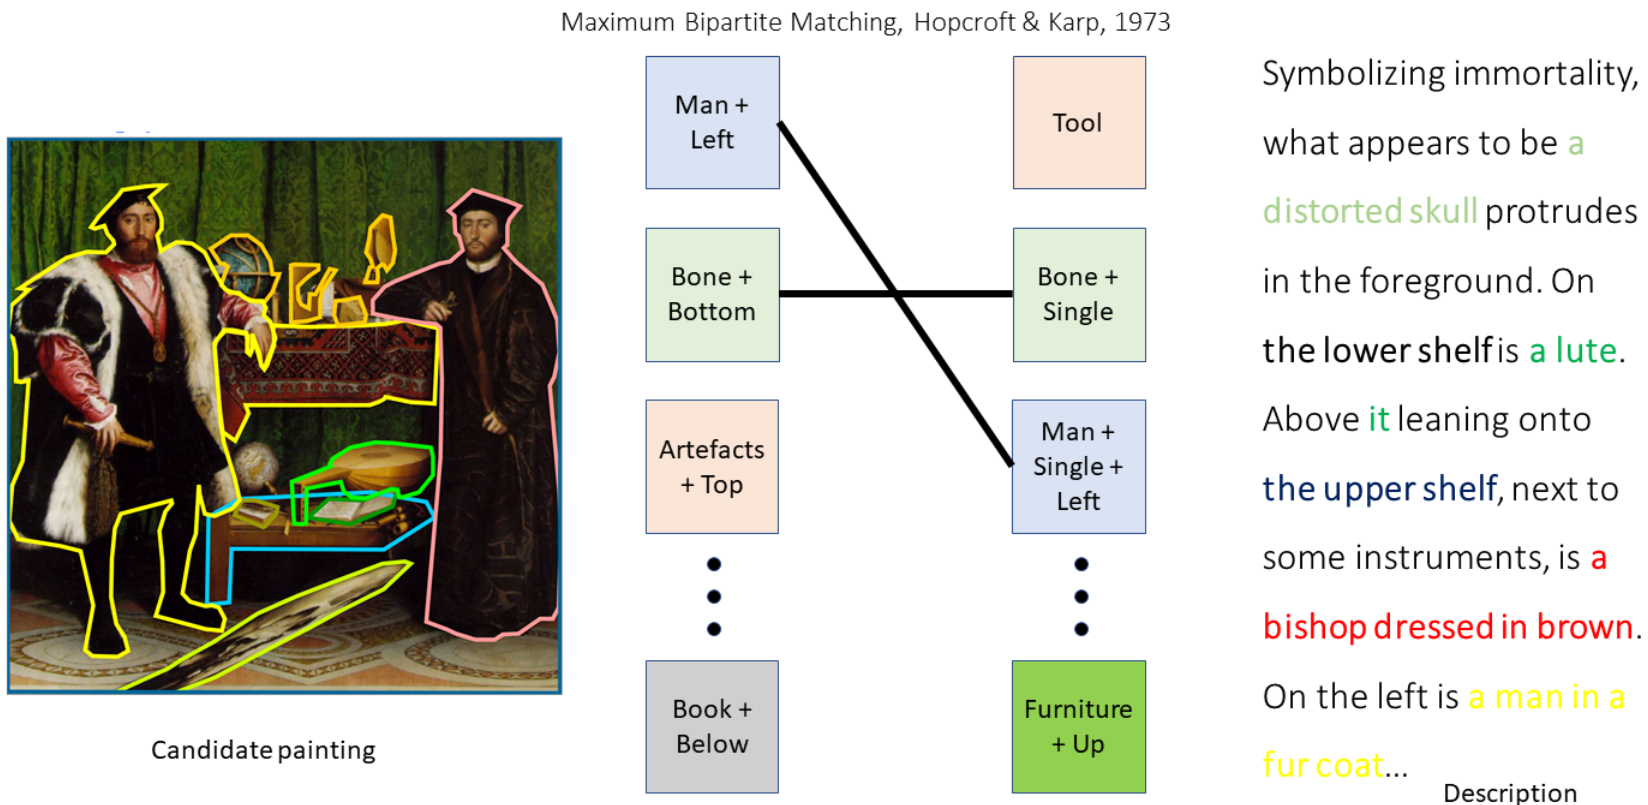 Maximum Bipartite Matching, Hopcroft & Karp, 1973
Man +
Left
Bone +
Bottom
Artefacts
+ Top
Book +
Below
Tool
Bone +
Single
Man +
Single +
Left
Furniture
+ Up
Symbolizing immortality,
what appears to be a
distorted skull protrudes
in the foreground. On
the lower shelf is a lute.
Above it leaning onto
the upper shelf, next to
some instruments, is a
bishop dressed in brown.
On the left is a man in a
fur coat...
Candidate painting
Description